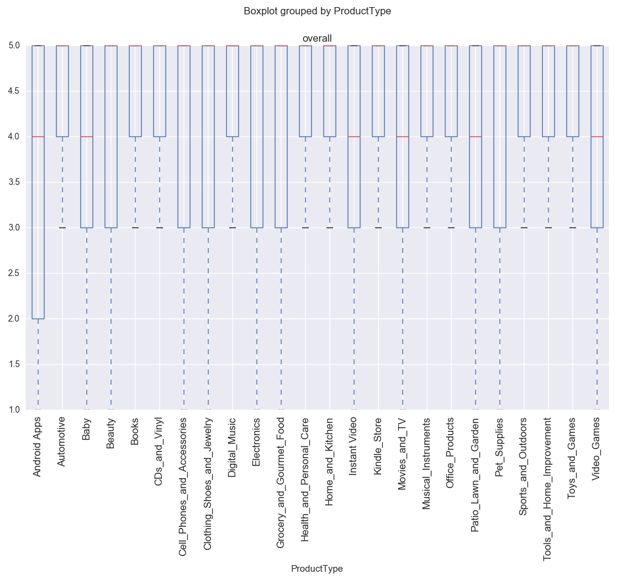 Boxplot grouped by ProductType
overall
5.0
4.5
4.0
3.5
3.0
2.5
2.0
1.5
1.0
Android Apps
Automotive
Baby
Beauty
Books
CDs_and_Vinyl
Cell_Phones_and_Accessories
Clothing_Shoes_and_Jewelry
Digital_Music
Electronics
Grocery_and_Gourmet_Food
Health_and_Personal_Care
Home_and_Kitchen
Instant Video
Kindle_Store
Movies_and_TV
Musical_Instruments
Office_Products
Patio_Lawn_and_Garden
Pet_Supplies
Sports_and_Outdoors
Tools_and_Home_Improvement
Toys_and_Games
Video_Games
ProductType